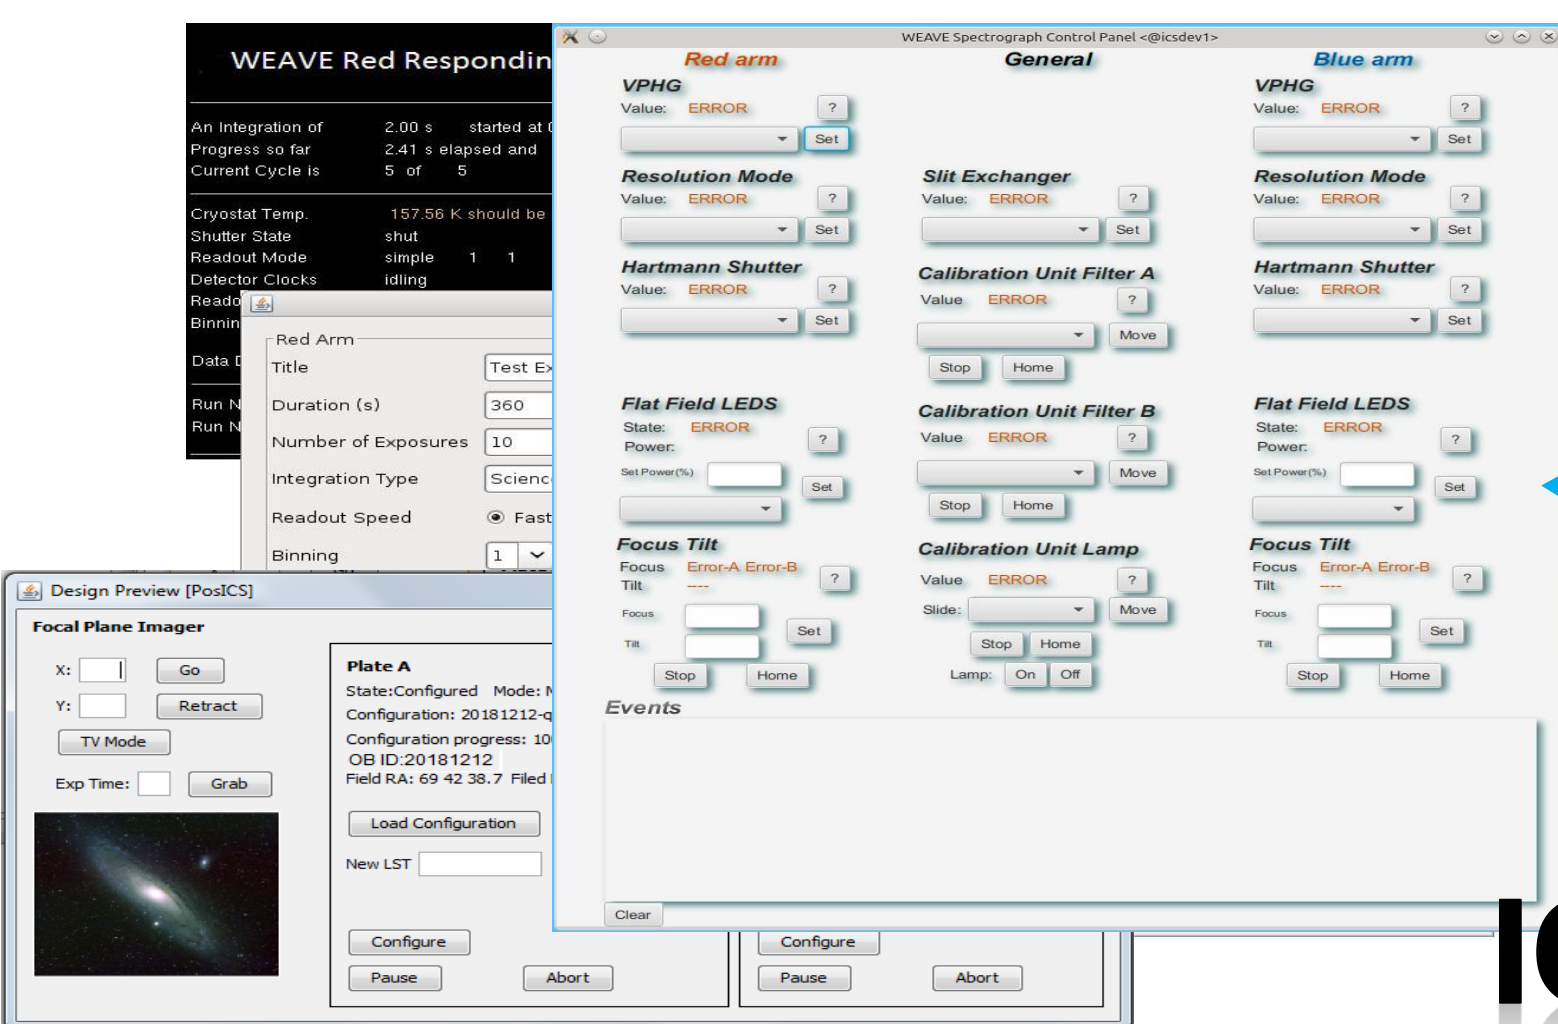 WEAVE Red Respondin
An Integration of 2.00 s started at
Progress so far 2.41 s elapsed and
Current Cycle is 5 of 5
Cryostat Temp. 157.56 K should be
Shutter State shut
Readout Mode simple 1 1
Detector Clocks idling
Reado
Binnin
Data
Run N
Run N
Red Arm
Title Test Ex
Duration (s) 360
Number of Exposures 10
Integration Type Scienc
Readout Speed Fast
Binning 1
WEAVE Spectrograph Control Panel <@icsdev1>
Red arm General Blue arm
VPHG VPHG
Value: ERROR ? Value: ERROR ?
Set Set
Resolution Mode Slit Exchanger Resolution Mode
Value: ERROR ? Value: ERROR ? Value: ERROR ?
Set Set Set
Hartmann Shutter Calibration Unit Filter A Hartmann Shutter
Value: ERROR ? Value ERROR ? Value: ERROR ?
Set Move Set
Stop Home
Flat Field LEDS Calibration Unit Filter B Flat Field LEDS
State: ERROR Value ERROR ? State: ERROR
Power: ? Power: ?
Set Power(%) Move Set Power(%)
Set Set
Stop Home
Focus Tilt Calibration Unit Lamp Focus Tilt
Focus Error-A Error-B Value ERROR ? Focus Error-A Error-B
Tilt ---- ? Tilt ---- ?
Focus Slide: Move Focus
Set Set
Tilt Stop Home Tilt
Stop Home Lamp: On Off Stop Home
Events
Clear
Design Preview [PosICS]
Focal Plane Imager
X: Go
Y: Retract
TV Mode
Exp Time: Grab
Plate A
State:Configured Mode:
Configuration: 20181212-q
Configuration progress: 10
OB ID:20181212
Field RA: 69 42 38.7 Filed
Load Configuration
New LST
Configure Configure
Pause Abort Pause Abort